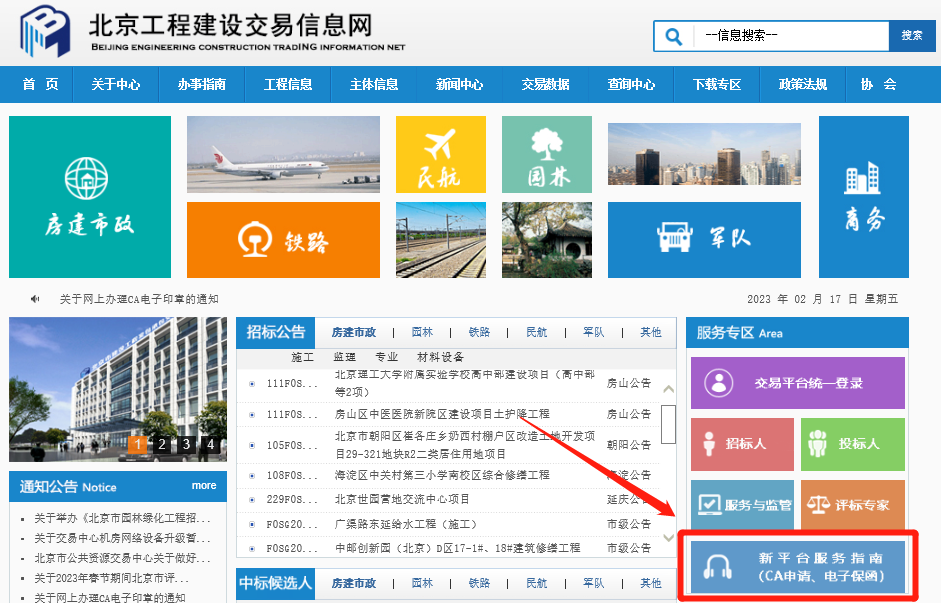 北京工程建设交易信息网
BEIJING ENGINEERING CONSTRUCTION TRADING INFORMATION NET
--信息搜索--
搜索
首 页 关于中心 办事指南 工程信息 主体信息 新闻中心 交易数据 查询中心 下载专区 政策法规 协 会
房建市政
民航
园林
商务
铁路
军队
关于网上办理CA电子印章的通知
2023 年 02 月 17 日 星期五
1 2 3 4
通知公告 Notice more
关于举办《北京市园林绿化工程招...
关于交易中心机房网络设备升级暂...
北京市公共资源交易中心关于做好...
关于2023年春节期间北京市评...
关于网上办理CA电子印章的通知
招标公告 房建市政 | 园林 | 铁路 | 民航 | 军队 | 其他
施工 监理 专业 材料设备
111F0S... 北京理工大学附属实验学校高中部建设项目（高中部等2项） 房山公告
111F0S... 房山区中医医院新院区建设项目土护降工程 房山公告
105F0S... 北京市朝阳区崔各庄乡奶西村棚户区改造土地开发项目29-321地块R2二类居住用地项目 朝阳公告
108F0S... 海淀区中关村第三小学南校区综合修缮工程 海淀公告
229F0S... 北京世园营地交流中心项目 延庆公告
F0SG20... 广渠路东延给水工程（施工） 市级公告
F0SG20... 中邮创新园（北京）D区17-1#、18#建筑修缮工程 市级公告
中标候选人 房建市政 | 园林 | 铁路 | 民航 | 军队 | 其他
服务专区 Area
交易平台统一登录
招标人
投标人
服务与监管
评标专家
新平台服务指南
（CA申请、电子保函）